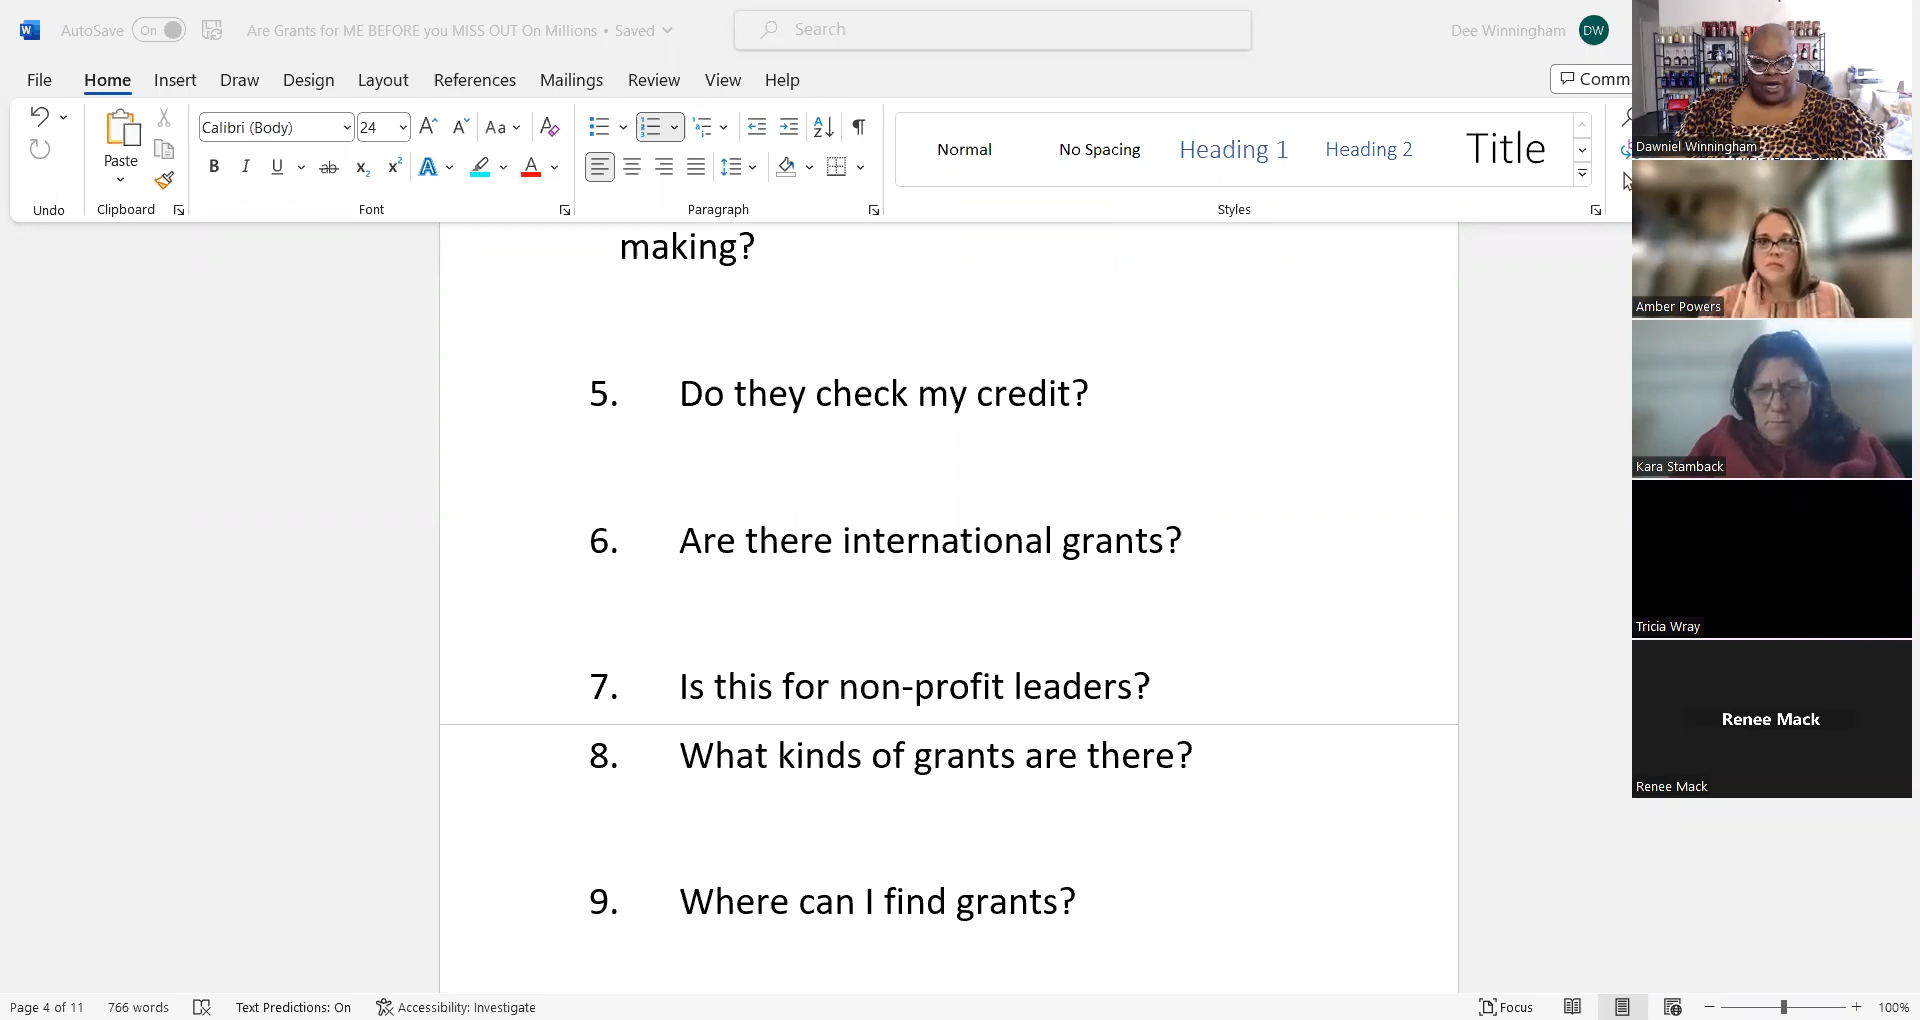 AutoSave On Are Grants for ME BEFORE you MISS OUT On Millions • Saved Search Dee Winningham DW
File Home Insert Draw Design Layout References Mailings Review View Help Comm
Calibri (Body) 24 Aa A
Paste B I U ab x₂ x² A A
Normal No Spacing Heading 1 Heading 2 Title
Undo Clipboard Font Paragraph Styles
Dawniel Winningham
making?
Amber Powers
5. Do they check my credit?
Kara Stamback
6. Are there international grants?
Tricia Wray
7. Is this for non-profit leaders?
8. What kinds of grants are there?
Renee Mack
Renee Mack
9. Where can I find grants?
Page 4 of 11 766 words Text Predictions: On Accessibility: Investigate Focus 100%